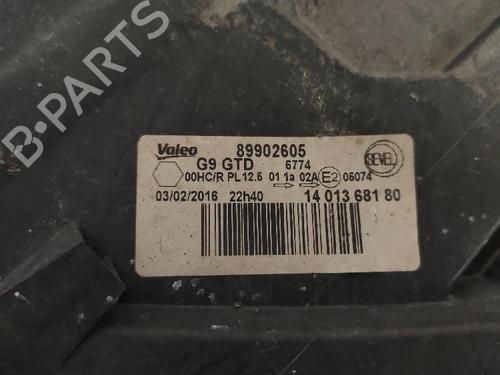 Valeo 89902605
G9 GTD 6774 SEVEL
00HC/R PL12.5 01 1a 02A E2 05074
03/02/2016 22h40 14 013 681 80
B PARTS